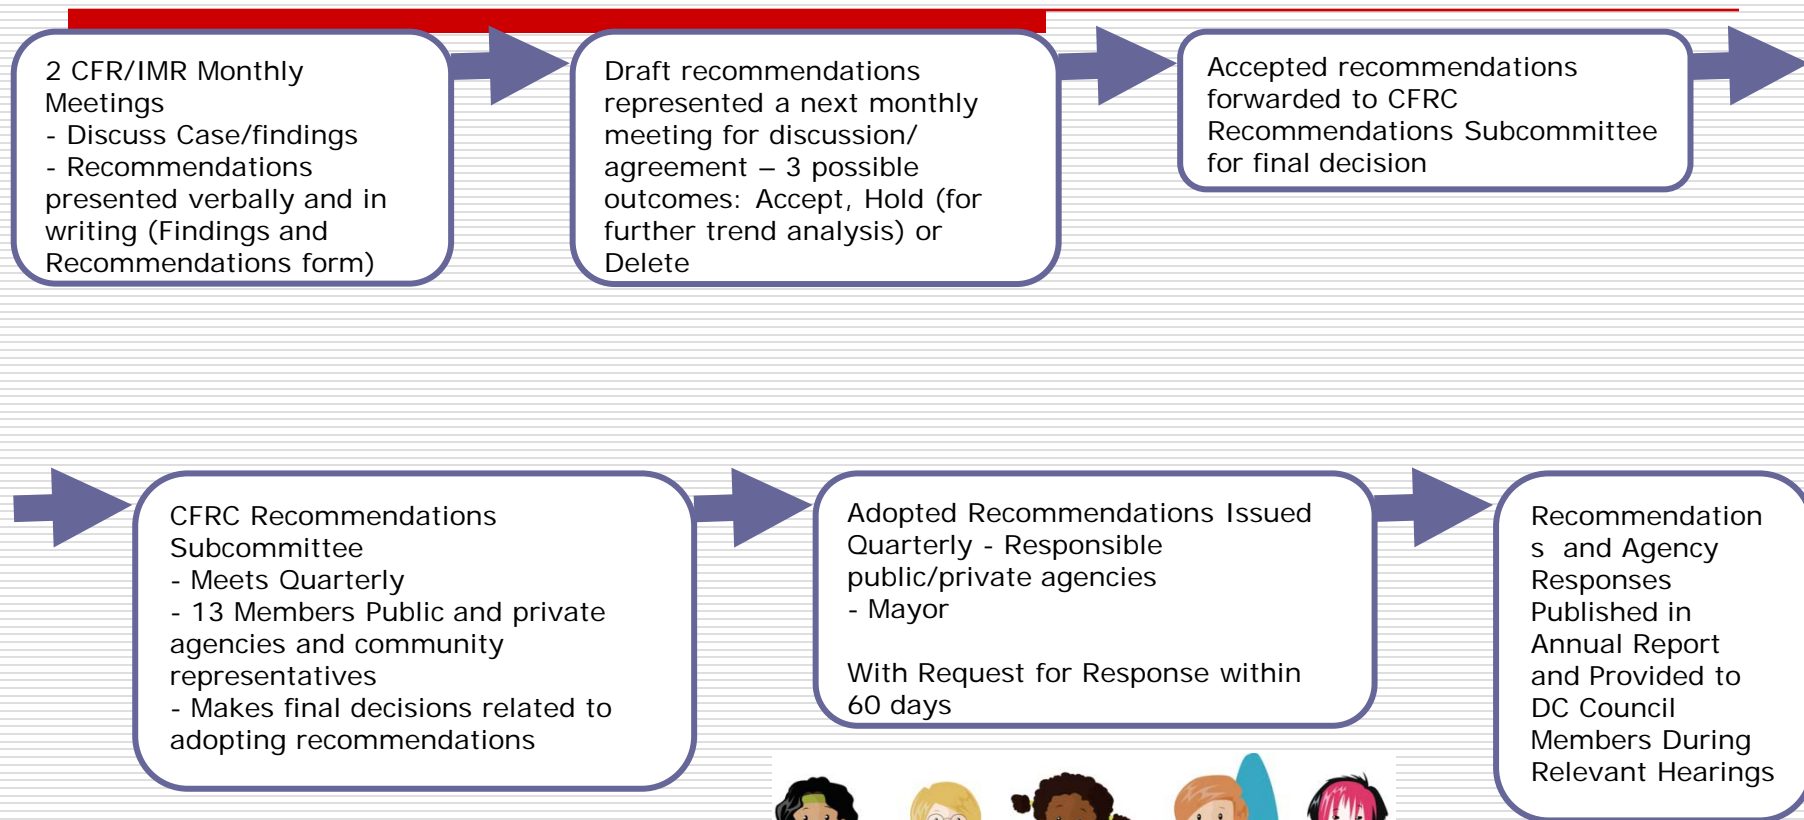 2 CFR/IMR Monthly
Meetings
- Discuss Case/findings
- Recommendations
presented verbally and in
writing (Findings and
Recommendations form)
Draft recommendations
represented a next monthly
meeting for discussion/
agreement – 3 possible
outcomes: Accept, Hold (for
further trend analysis) or
Delete
Accepted recommendations
forwarded to CFRC
Recommendations Subcommittee
for final decision
CFRC Recommendations
Subcommittee
- Meets Quarterly
- 13 Members Public and private
agencies and community
representatives
- Makes final decisions related to
adopting recommendations
Adopted Recommendations Issued
Quarterly - Responsible
public/private agencies
- Mayor
With Request for Response within
60 days
Recommendation
s and Agency
Responses
Published in
Annual Report
and Provided to
DC Council
Members During
Relevant Hearings